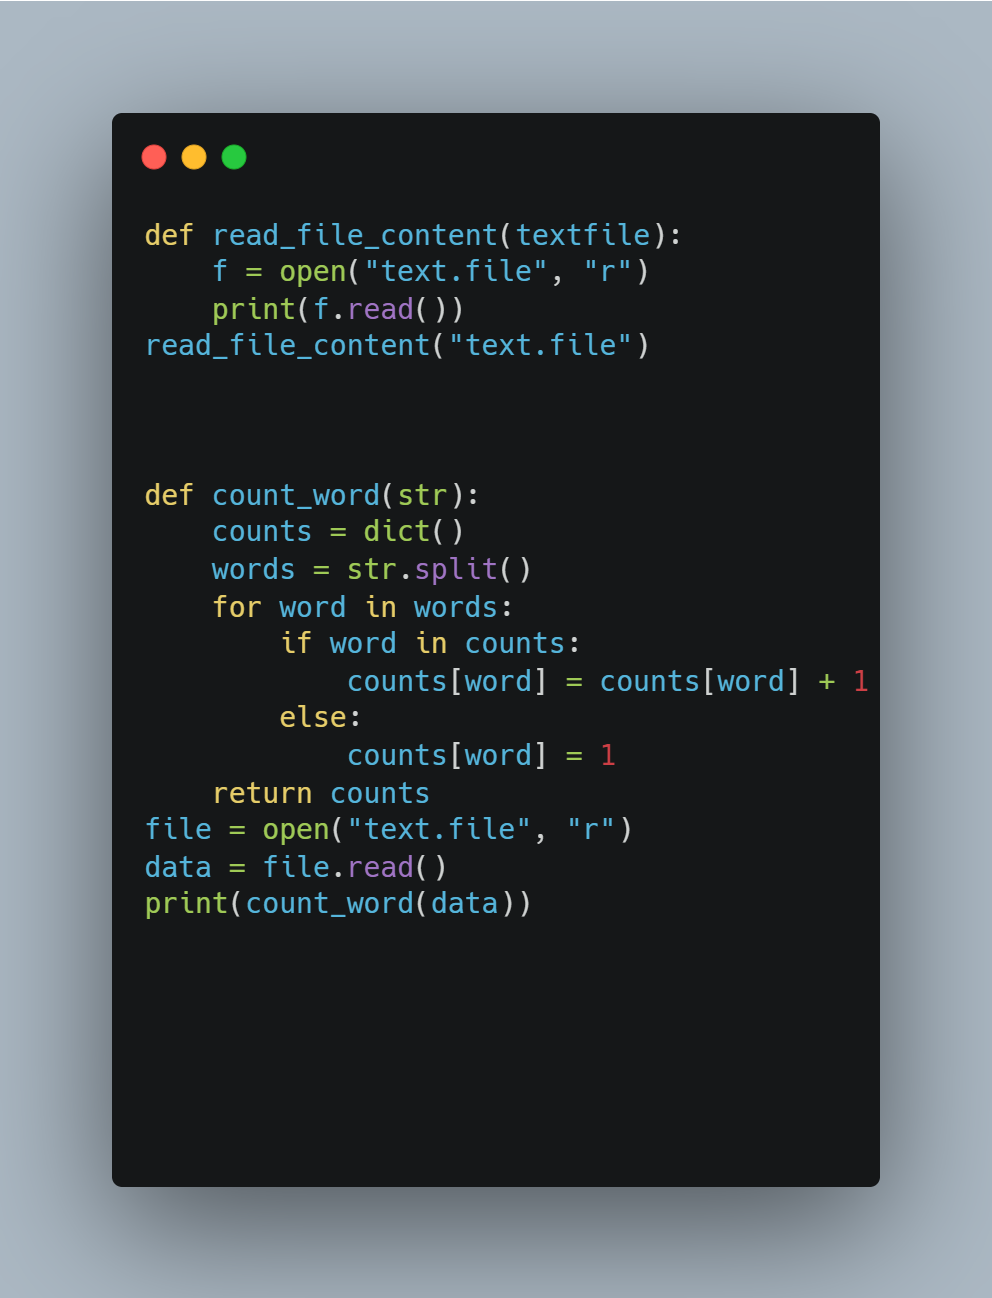 def read_file_content(textfile):
    f = open("text.file", "r")
    print(f.read())
read_file_content("text.file")
def count_word(str):
    counts = dict()
    words = str.split()
    for word in words:
        if word in counts:
            counts[word] = counts[word] + 1
        else:
            counts[word] = 1
    return counts
file = open("text.file", "r")
data = file.read()
print(count_word(data))